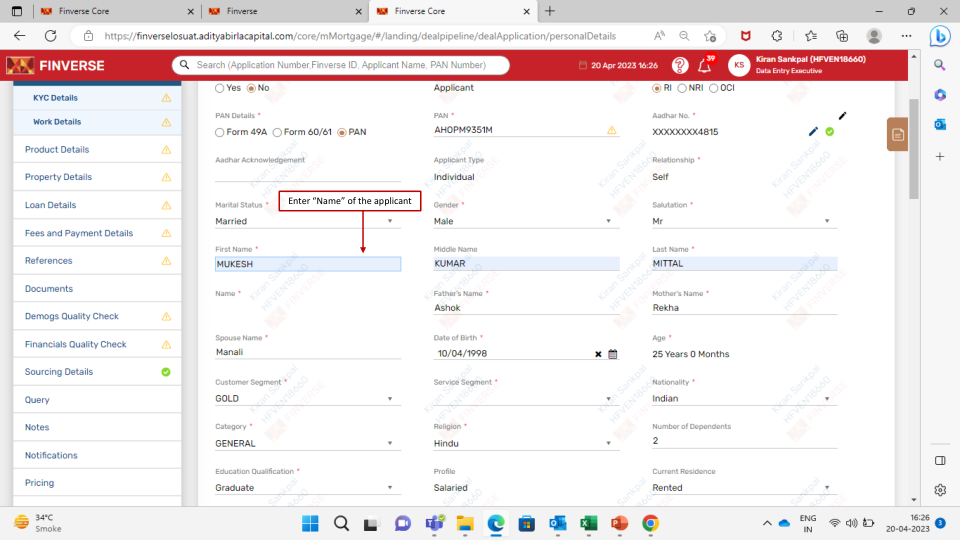 Finverse Core
Finverse
Finverse Core
https://finverselosuat.adityabirlacapital.com/core/mMortgage/#/landing/dealpipeline/dealApplication/personalDetails
FINVERSE
Search (Application Number,Finverse ID, Applicant Name, PAN Number)
20 Apr 2023 16:26
39
KS
Kiran Sankpal (HFVEN18660)
Data Entry Executive
KYC Details
Work Details
Product Details
Property Details
Loan Details
Fees and Payment Details
References
Documents
Demogs Quality Check
Financials Quality Check
Sourcing Details
Query
Notes
Notifications
Pricing
Yes No
Applicant
RI NRI OCI
PAN Details *
PAN *
Aadhar No. *
Form 49A Form 60/61 PAN
AHOPM9351M
XXXXXXXX4815
Aadhar Acknowledgement
Applicant Type
Relationship *
Individual
Self
Enter “Name” of the applicant
Marital Status *
Gender *
Salutation *
Married
Male
Mr
First Name *
Middle Name
Last Name *
MUKESH
KUMAR
MITTAL
Name *
Father's Name *
Mother's Name *
Ashok
Rekha
Spouse Name *
Date of Birth *
Age *
Manali
10/04/1998
25 Years 0 Months
Customer Segment *
Service Segment *
Nationality *
GOLD
Indian
Category *
Religion *
Number of Dependents
GENERAL
Hindu
2
Education Qualification *
Profile
Current Residence
Graduate
Salaried
Rented
Kiran Sankpal
HFVEN18660
FINVERSE
34°C
Smoke
ENG
IN
16:26
20-04-2023
3